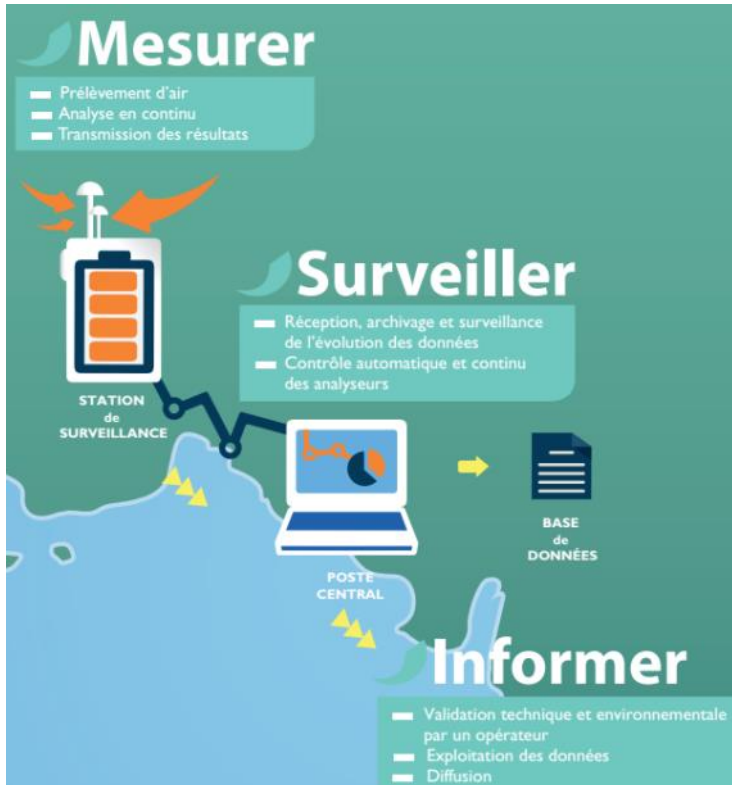 Mesurer
Prélèvement d'air
Analyse en continu
Transmission des résultats
Surveiller
Réception, archivage et surveillance
de l'évolution des données
Contrôle automatique et continu
des analyseurs
STATION
de
SURVEILLANCE
BASE
de
DONNÉES
POSTE
CENTRAL
Informer
Validation technique et environnementale
par un opérateur
Exploitation des données
Diffusion